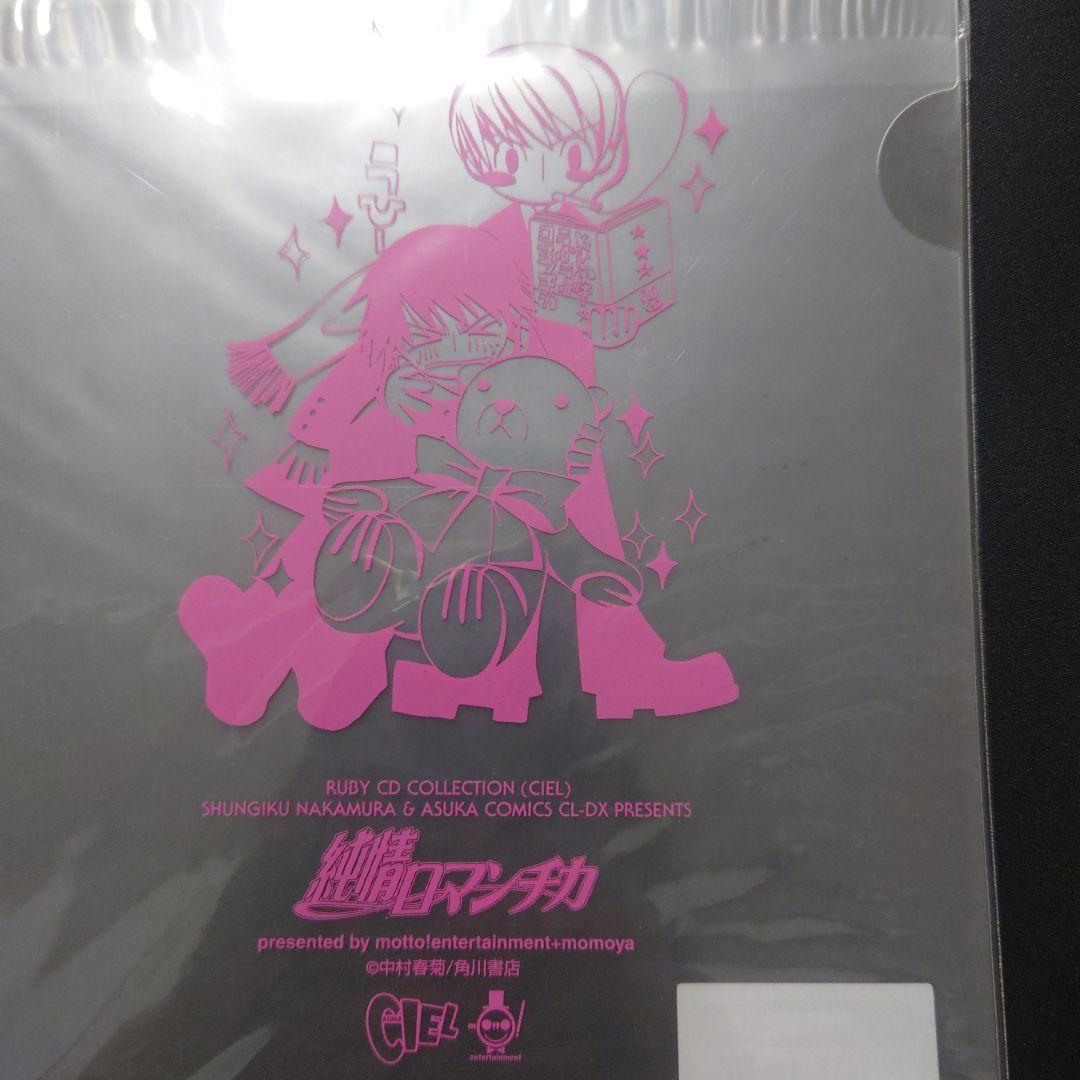 RUBY CD COLLECTION (CIEL)
SHUNGIKU NAKAMURA & ASUKA COMICS CL-DX PRESENTS
純情ロマンチカ
presented by motto!entertainment+momoya
©中村春菊/角川書店
ASUKA
CIEL
entertainment